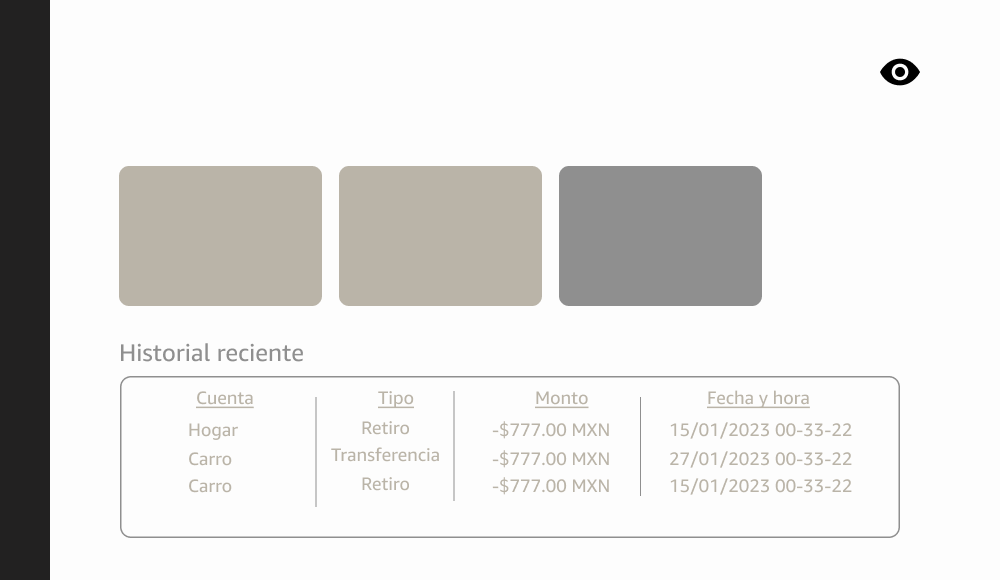 Historial reciente
Cuenta Tipo Monto Fecha y hora
Hogar Retiro -$777.00 MXN 15/01/2023 00-33-22
Carro Transferencia -$777.00 MXN 27/01/2023 00-33-22
Carro Retiro -$777.00 MXN 15/01/2023 00-33-22